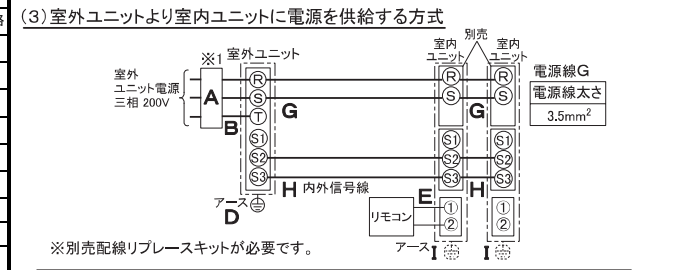 (3)室外ユニットより室内ユニットに電源を供給する方式
別売
※1
室外ユニット
室内
ユニット
室内
ユニット
室外
ユニット電源
三相 200V
A
B
R
S
T
S1
S2
S3
G
R
S
S1
S2
S3
G
R
S
S1
S2
S3
電源線G
電源線太さ
3.5mm²
H 内外信号線
H
アース
D
E
リモコン
①
②
①
②
アース
I
I
※別売配線リプレースキットが必要です。